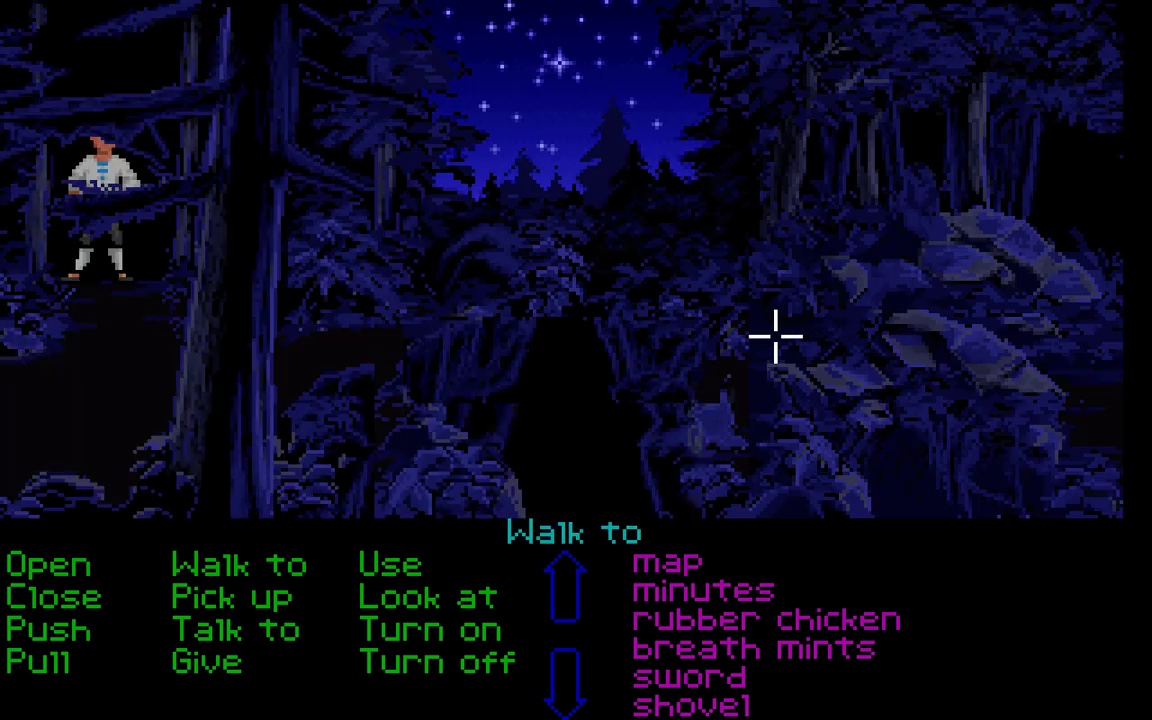 Walk to
Open Walk to Use
Close Pick up Look at
Push Talk to Turn on
Pull Give Turn off
map
minutes
rubber chicken
breath mints
sword
shovel